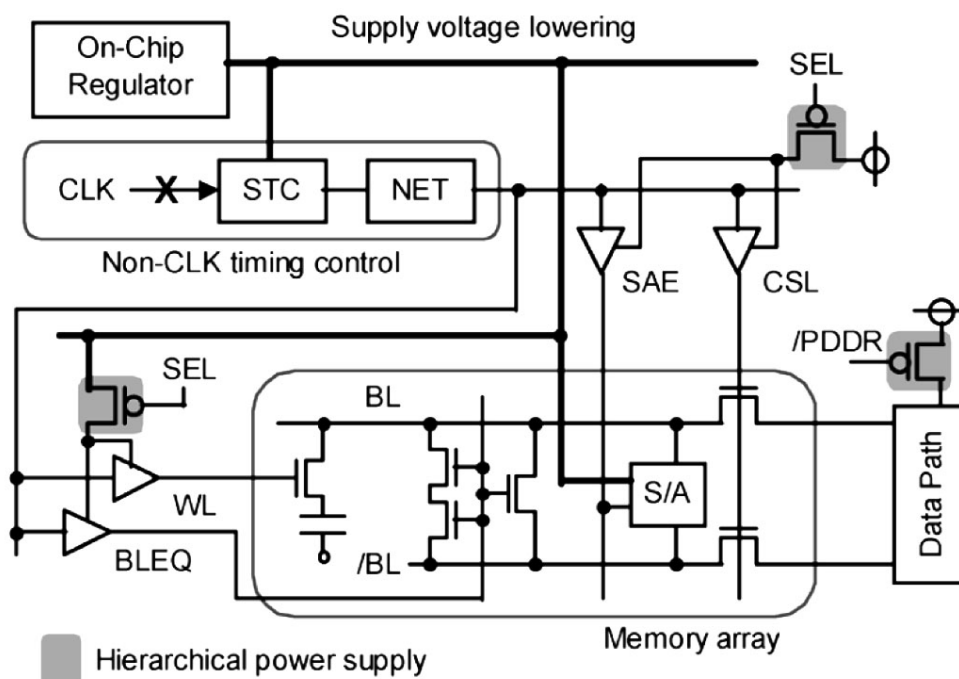 Supply voltage lowering
On-Chip
Regulator
SEL
CLK
STC
NET
Non-CLK timing control
SAE
CSL
/PDDR
SEL
BL
WL
S/A
Data Path
BLEQ
/BL
Memory array
Hierarchical power supply